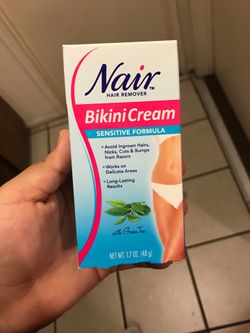 Nair™
HAIR REMOVER
Bikini Cream
SENSITIVE FORMULA
• Avoid Ingrown Hairs,
Nicks, Cuts & Bumps
from Razors
• Works on
Delicate Areas
• Long-Lasting
Results
with Green Tea
NET WT. 1.7 OZ. (48 g)